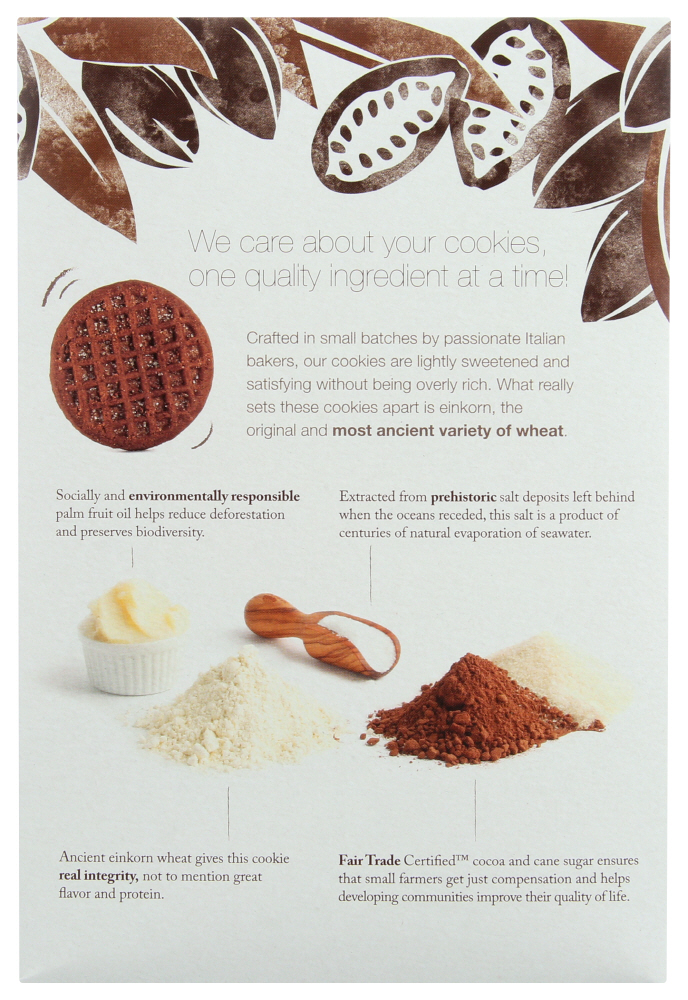 We care about your cookies,
one quality ingredient at a time!
Crafted in small batches by passionate Italian
bakers, our cookies are lightly sweetened and
satisfying without being overly rich. What really
sets these cookies apart is einkorn, the
original and most ancient variety of wheat.
Socially and environmentally responsible
palm fruit oil helps reduce deforestation
and preserves biodiversity.
Extracted from prehistoric salt deposits left behind
when the oceans receded, this salt is a product of
centuries of natural evaporation of seawater.
Ancient einkorn wheat gives this cookie
real integrity, not to mention great
flavor and protein.
Fair Trade Certified™ cocoa and cane sugar ensures
that small farmers get just compensation and helps
developing communities improve their quality of life.